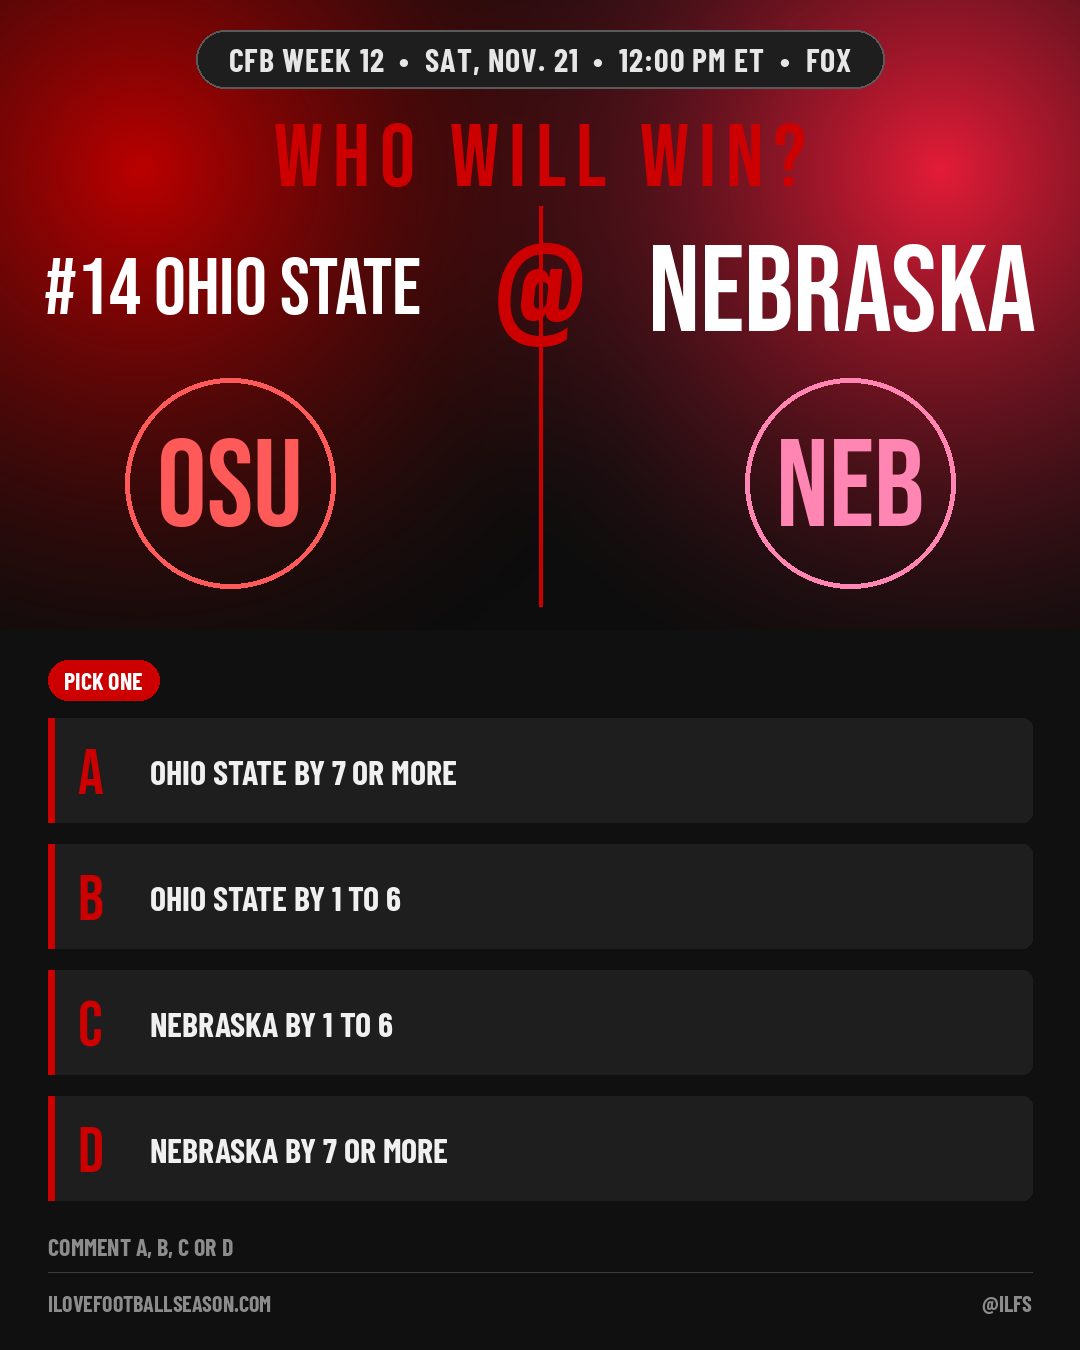 CFB WEEK 12 • SAT, NOV. 21 • 12:00 PM ET • FOX
WHO WILL WIN?
#14 OHIO STATE @ NEBRASKA
OSU NEB
PICK ONE
A OHIO STATE BY 7 OR MORE
B OHIO STATE BY 1 TO 6
C NEBRASKA BY 1 TO 6
D NEBRASKA BY 7 OR MORE
COMMENT A, B, C OR D
ILOVEFOOTBALLSEASON.COM @ILFS